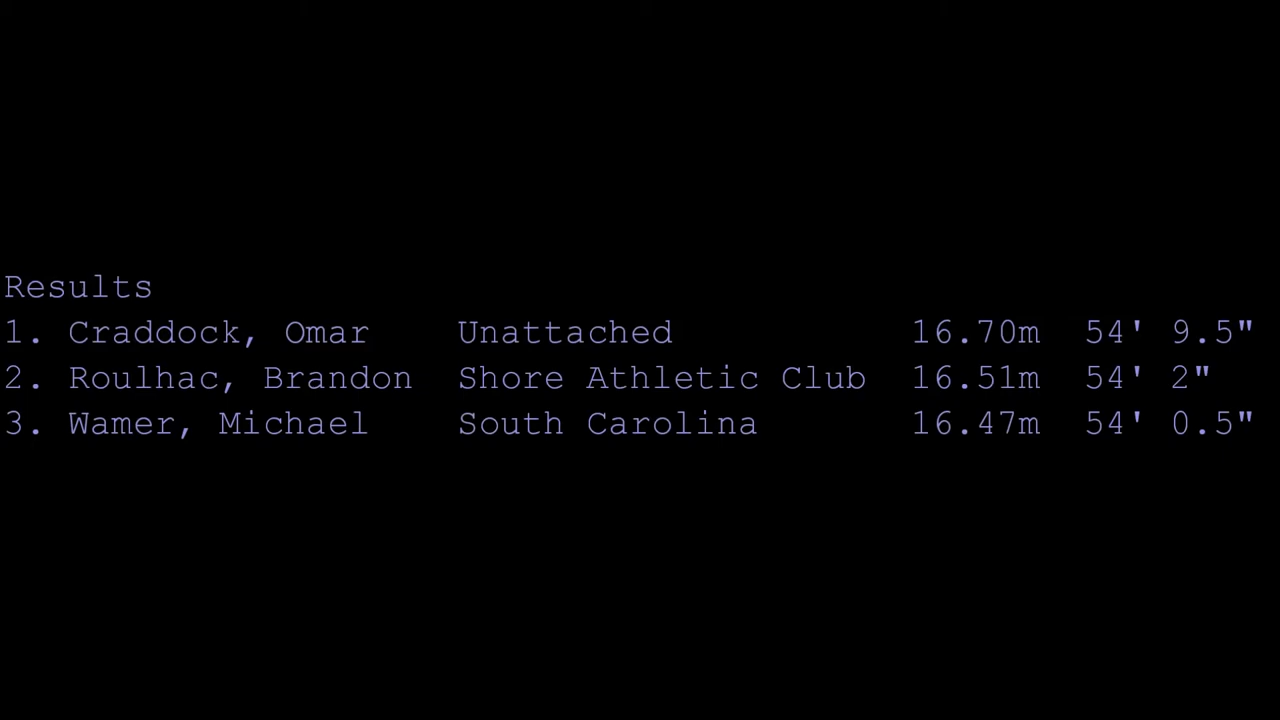 Results
1. Craddock, Omar Unattached 16.70m 54' 9.5"
2. Roulhac, Brandon Shore Athletic Club 16.51m 54' 2"
3. Wamer, Michael South Carolina 16.47m 54' 0.5"